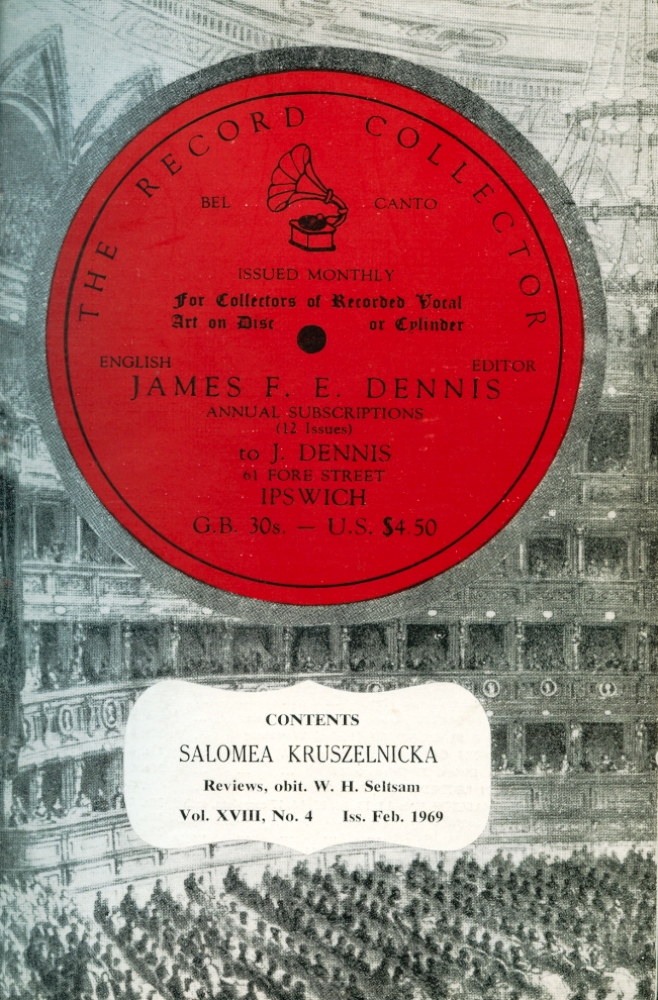 THE RECORD COLLECTOR
BEL CANTO
ISSUED MONTHLY
For Collectors of Recorded Vocal
Art on Disc or Cylinder
ENGLISH EDITOR
JAMES F. E. DENNIS
ANNUAL SUBSCRIPTIONS
(12 Issues)
to J. DENNIS
61 FORE STREET
IPSWICH
G.B. 30s. — U.S. $4 50
CONTENTS
SALOMEA KRUSZELNICKA
Reviews, obit. W. H. Seltsam
Vol. XVIII, No. 4 Iss. Feb. 1969